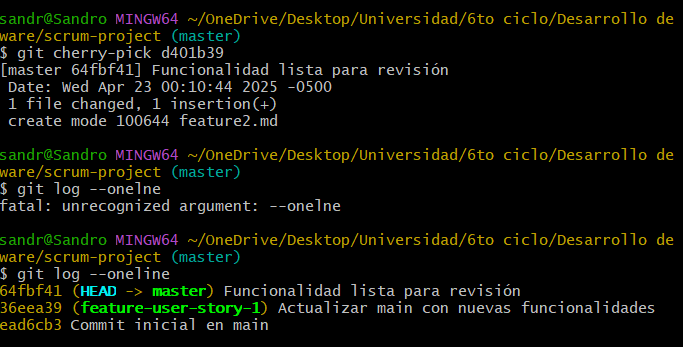 sandr@Sandro MINGW64 ~/OneDrive/Desktop/Universidad/6to ciclo/Desarrollo de
ware/scrum-project (master)
$ git cherry-pick d401b39
[master 64fbf41] Funcionalidad lista para revisión
 Date: Wed Apr 23 00:10:44 2025 -0500
 1 file changed, 1 insertion(+)
 create mode 100644 feature2.md

sandr@Sandro MINGW64 ~/OneDrive/Desktop/Universidad/6to ciclo/Desarrollo de
ware/scrum-project (master)
$ git log --onelne
fatal: unrecognized argument: --onelne

sandr@Sandro MINGW64 ~/OneDrive/Desktop/Universidad/6to ciclo/Desarrollo de
ware/scrum-project (master)
$ git log --oneline
64fbf41 (HEAD -> master) Funcionalidad lista para revisión
36eea39 (feature-user-story-1) Actualizar main con nuevas funcionalidades
ead6cb3 Commit inicial en main